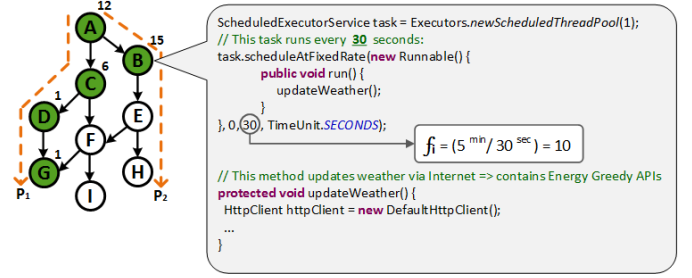 12
A
15
B
6
C
1
D
E
F
1
G
H
I
P1
P2
ScheduledExecutorService task = Executors.newScheduledThreadPool(1);
// This task runs every 30 seconds:
task.scheduleAtFixedRate(new Runnable() {
public void run() {
updateWeather();
}
}, 0, 30, TimeUnit.SECONDS);
fi = (5 min/ 30 sec) = 10
// This method updates weather via Internet => contains Energy Greedy APIs
protected void updateWeather() {
HttpClient httpClient = new DefaultHttpClient();
...
}